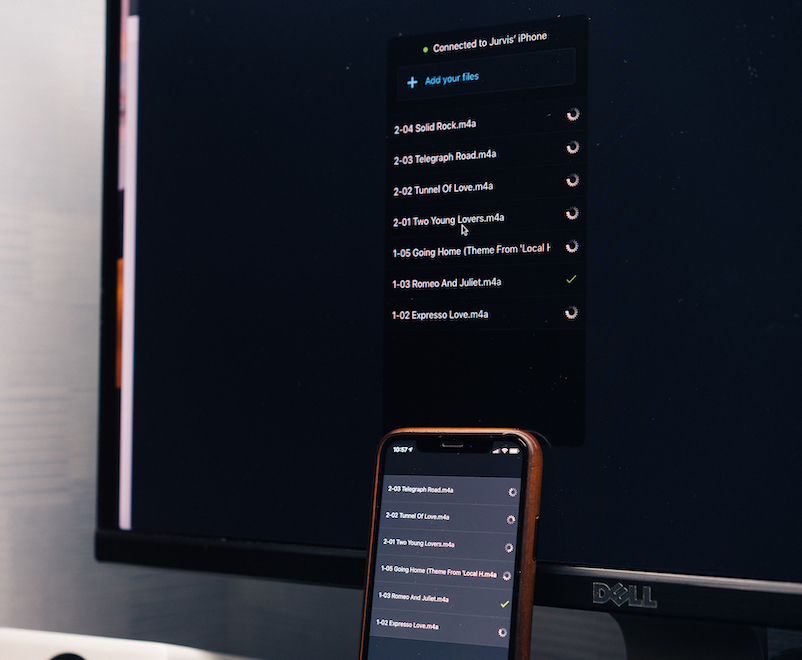 Connected to Jurvis' iPhone
+ Add your files
2-04 Solid Rock.m4a
2-03 Telegraph Road.m4a
2-02 Tunnel Of Love.m4a
2-01 Two Young Lovers.m4a
1-05 Going Home (Theme From 'Local H
1-03 Romeo And Juliet.m4a
1-02 Expresso Love.m4a
10:57
2-03 Telegraph Road.m4a
2-02 Tunnel Of Love.m4a
2-01 Two Young Lovers.m4a
1-05 Going Home (Theme From 'Local H.m4a
1-03 Romeo And Juliet.m4a
1-02 Expresso Love.m4a
DELL